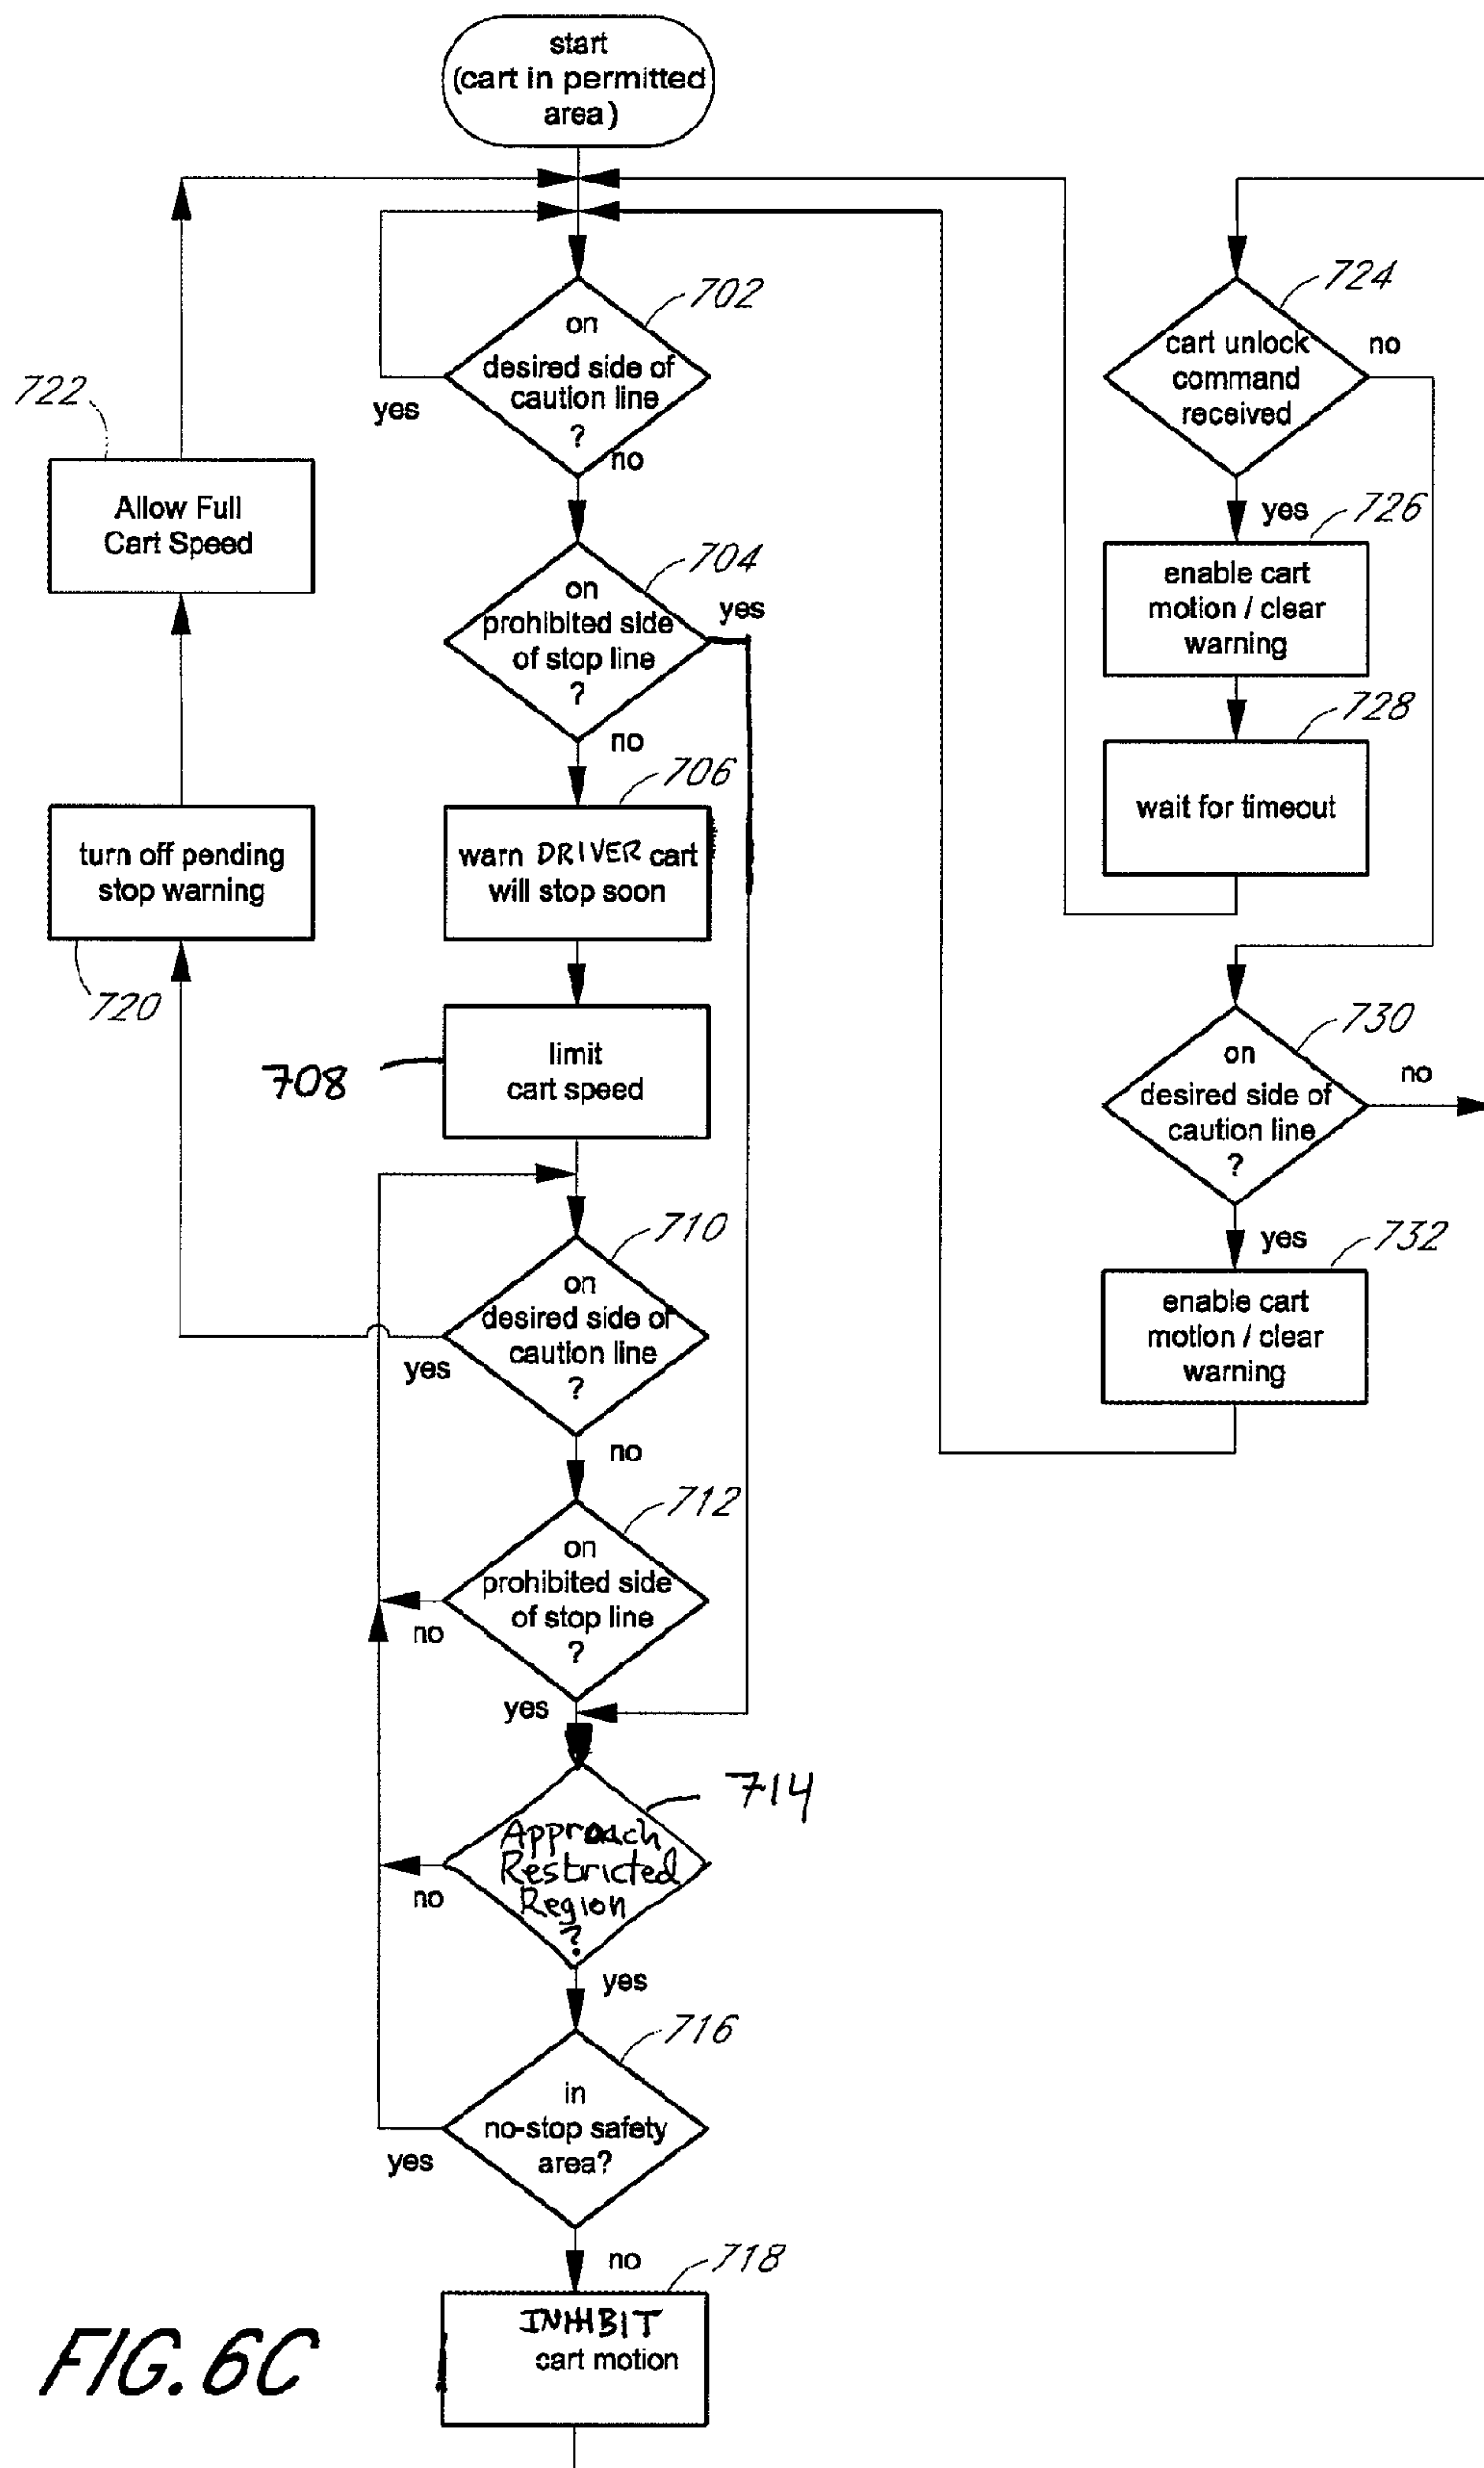 start
(cart in permitted
area)
702
on
desired side of
caution line
?
yes
no
704
on
prohibited side
of stop line
?
yes
no
706
warn DRIVER cart
will stop soon
708
limit
cart speed
710
on
desired side of
caution line
?
yes
no
712
on
prohibited side
of stop line
?
no
yes
714
Approach
Restricted
Region
?
no
yes
716
in
no-stop safety
area?
yes
no
718
INHIBIT
cart motion
722
Allow Full
Cart Speed
turn off pending
stop warning
720
724
cart unlock
command
received
no
yes
726
enable cart
motion / clear
warning
728
wait for timeout
730
on
desired side of
caution line
?
no
yes
732
enable cart
motion / clear
warning
FIG. 6C